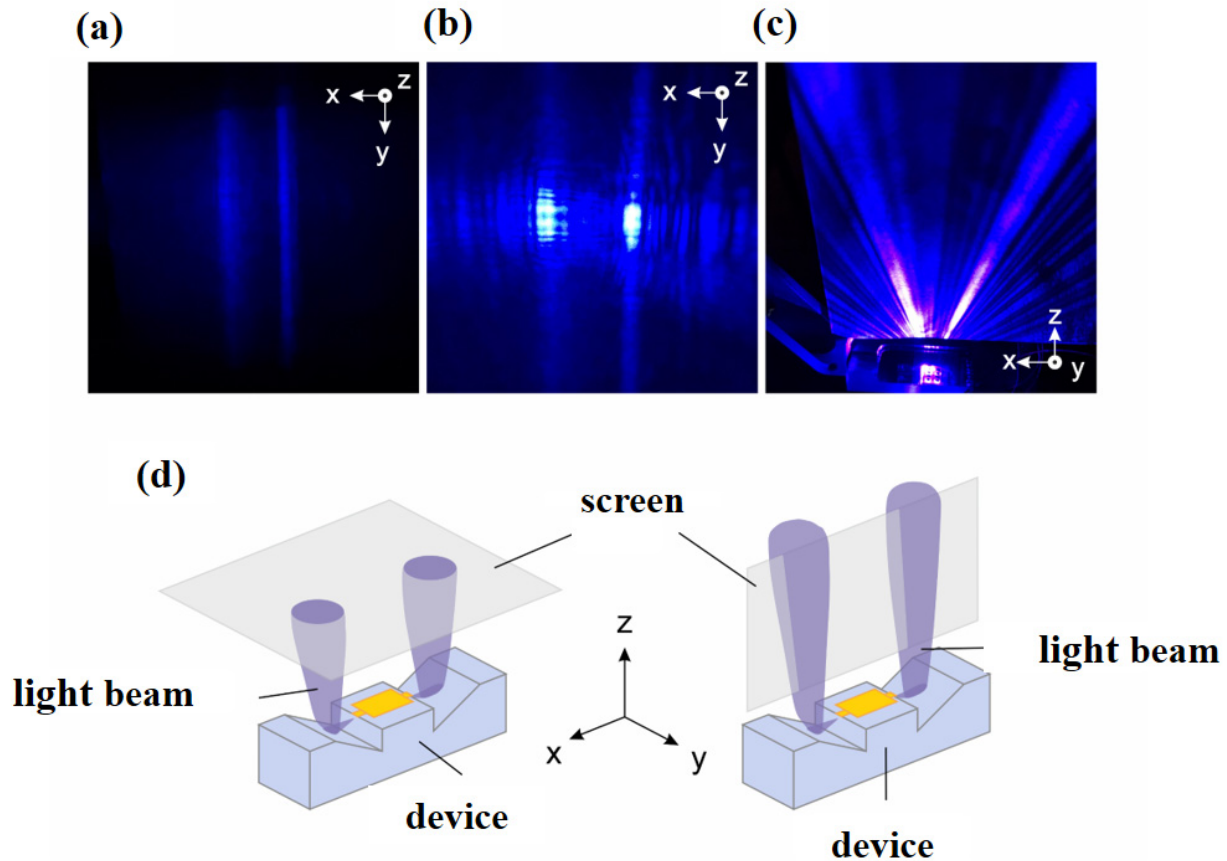 (a)
(b)
(c)
x z
y
x z
y
z
x y
(d)
screen
light beam
light beam
z
x
y
device
device